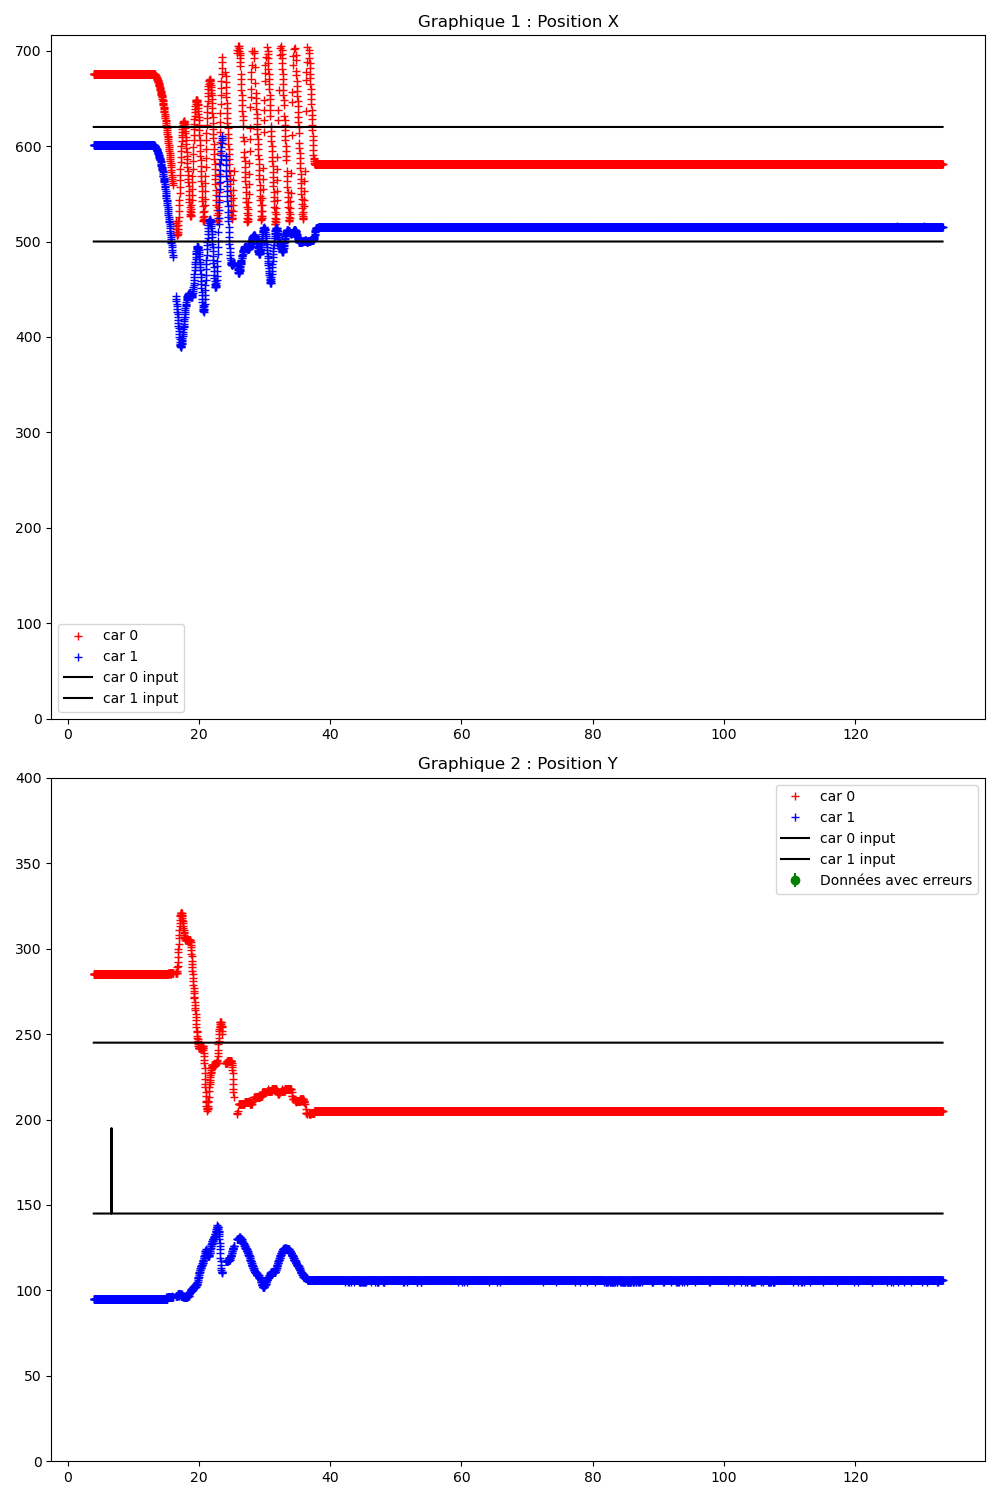 Graphique 1 : Position X
700
600
500
400
300
200
100
0
car 0
car 1
car 0 input
car 1 input
0 20 40 60 80 100 120
Graphique 2 : Position Y
400
350
300
250
200
150
100
50
0
car 0
car 1
car 0 input
car 1 input
Données avec erreurs
0 20 40 60 80 100 120